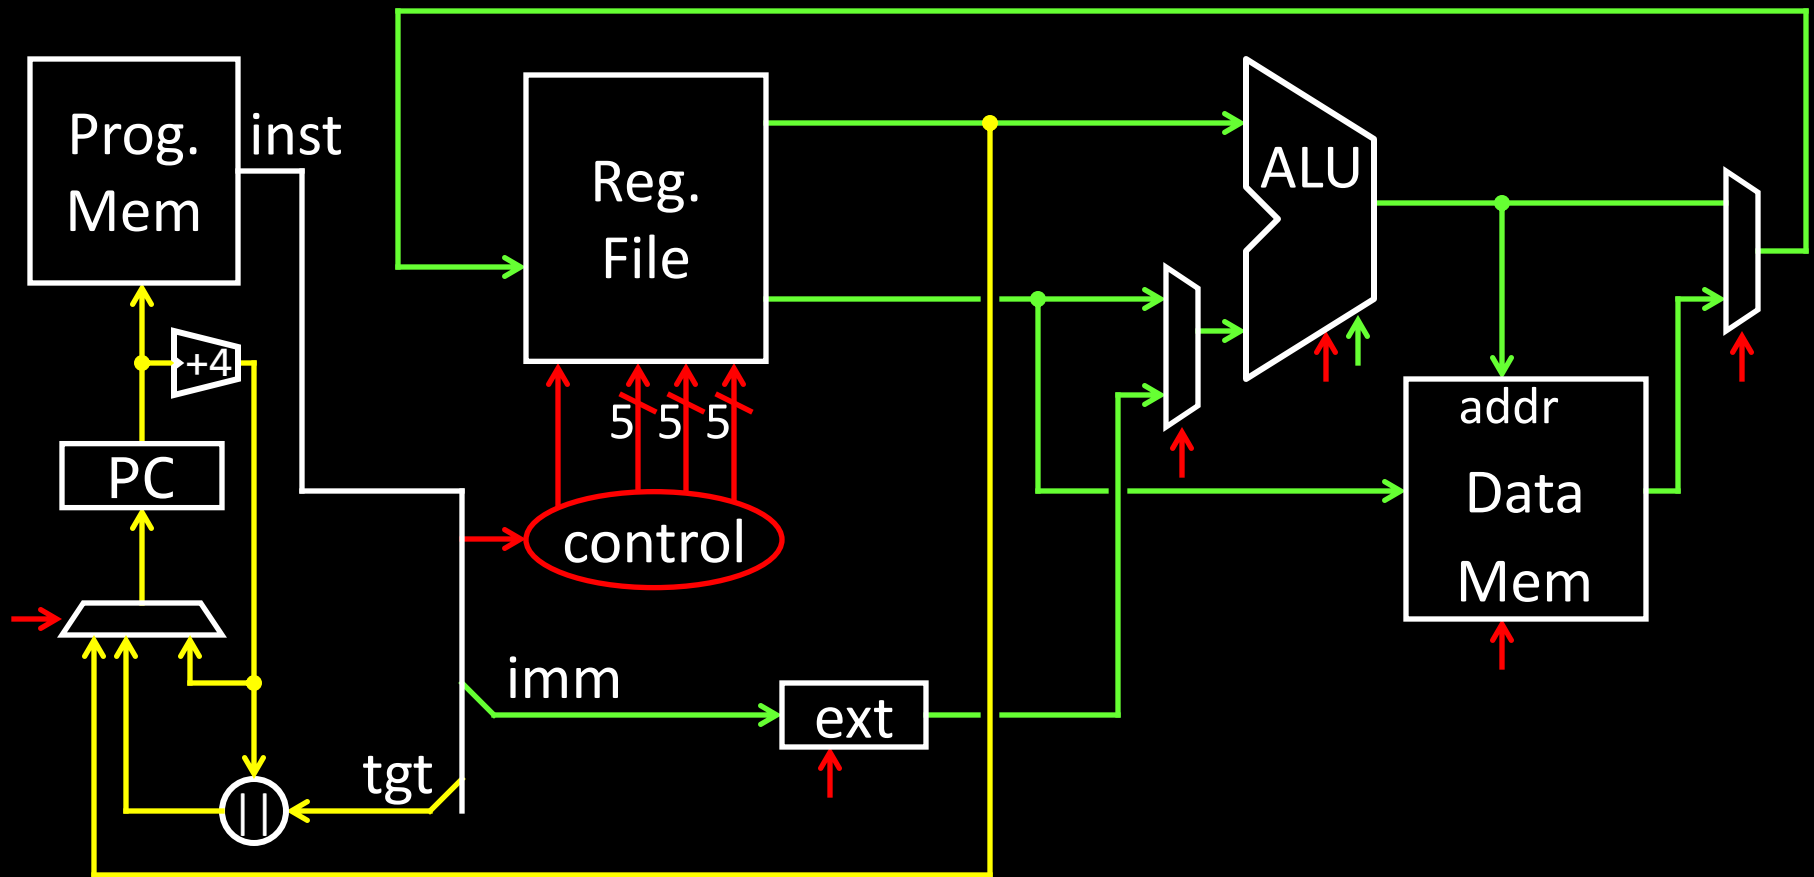 Prog.
Mem
inst
Reg.
File
ALU
+4
5 5 5
addr
PC
Data
control
Mem
imm
ext
tgt
||